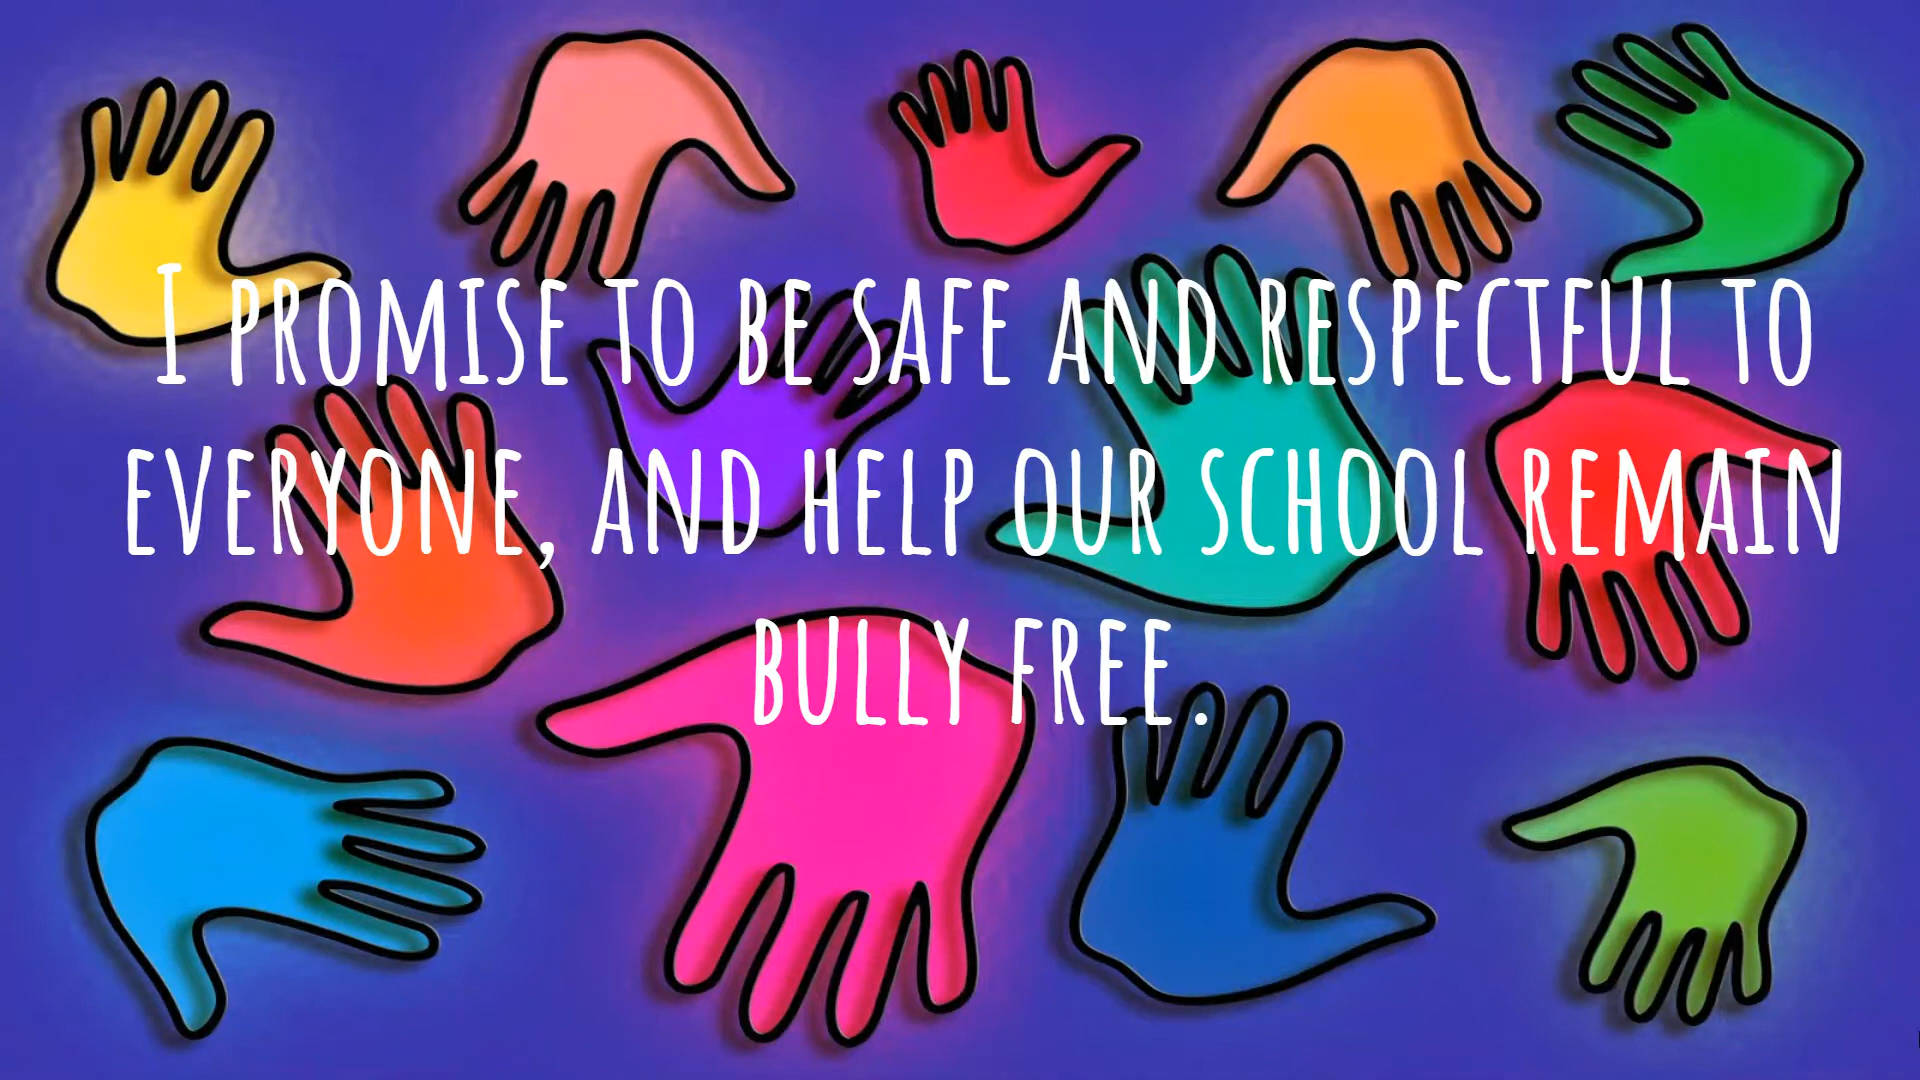 I PROMISE TO BE SAFE AND RESPECTFUL TO
EVERYONE, AND HELP OUR SCHOOL REMAIN
BULLY FREE.